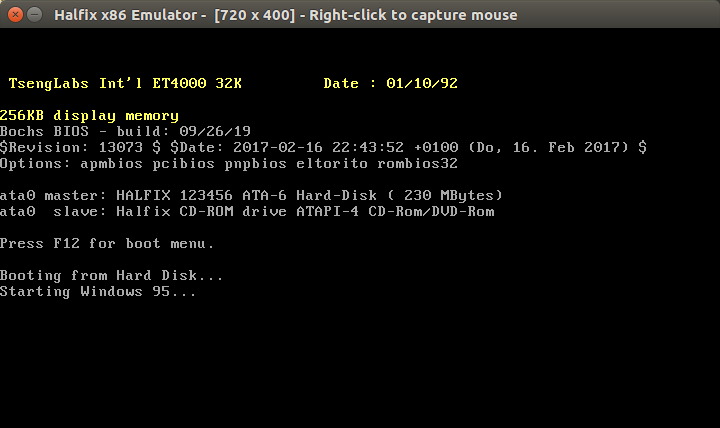 Halfix x86 Emulator -  [720 x 400] - Right-click to capture mouse
TsengLabs Int'l ET4000 32K         Date : 01/10/92
256KB display memory
Bochs BIOS - build: 09/26/19
$Revision: 13073 $ $Date: 2017-02-16 22:43:52 +0100 (Do, 16. Feb 2017) $
Options: apmbios pcibios pnpbios eltorito rombios32
ata0 master: HALFIX 123456 ATA-6 Hard-Disk ( 230 MBytes)
ata0  slave: Halfix CD-ROM drive ATAPI-4 CD-Rom/DVD-Rom
Press F12 for boot menu.
Booting from Hard Disk...
Starting Windows 95...